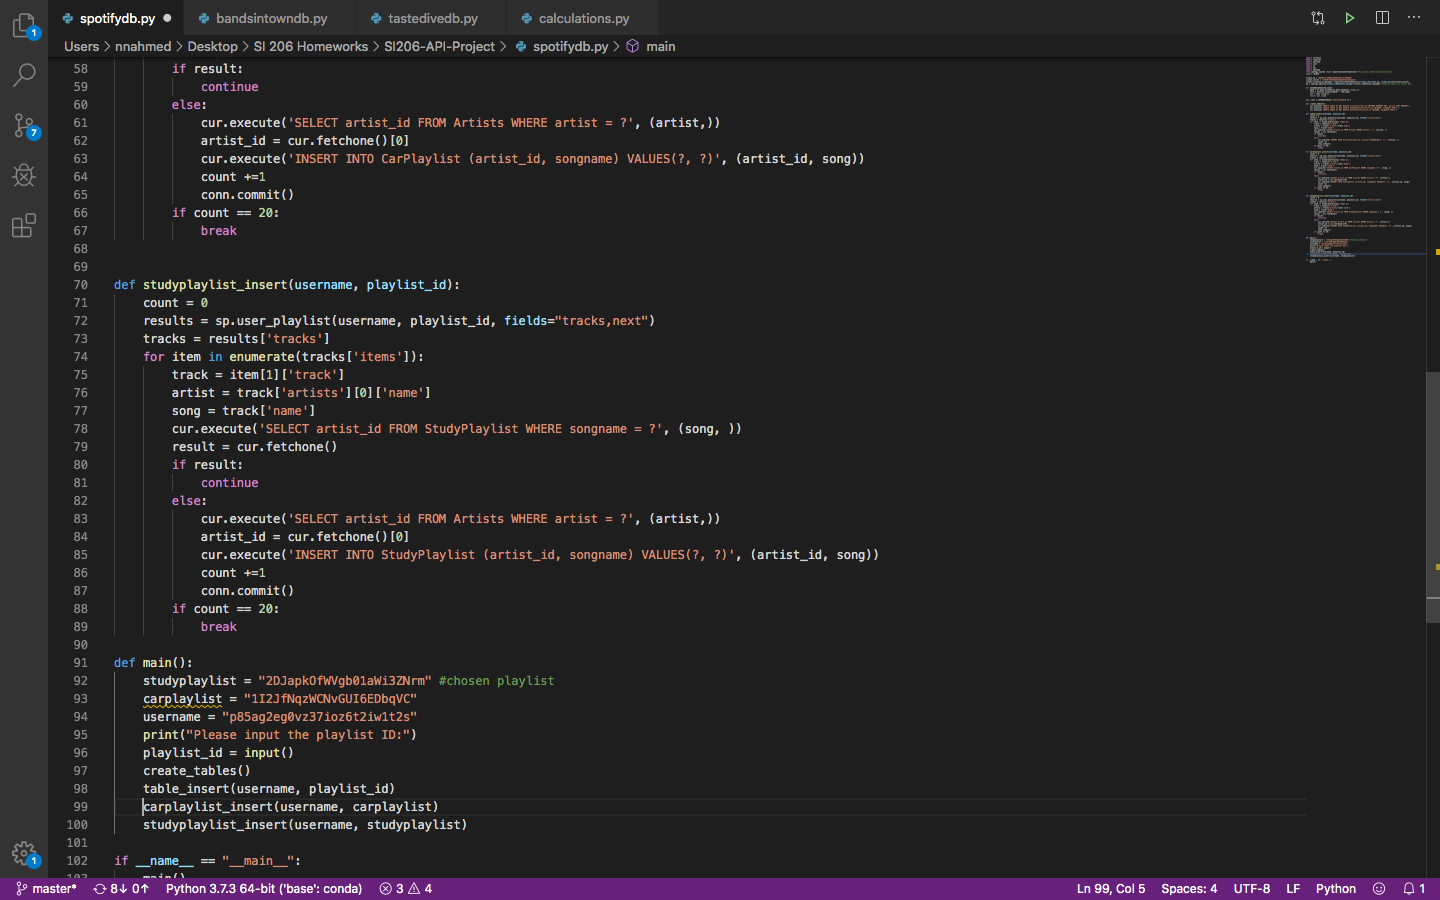 spotifydb.py
bandsintowndb.py
tastedivedb.py
calculations.py
Users > nnahmed > Desktop > SI 206 Homeworks > SI206-API-Project > spotifydb.py > main
1
7
58 if result:
59 continue
60 else:
61 cur.execute('SELECT artist_id FROM Artists WHERE artist = ?', (artist,))
62 artist_id = cur.fetchone()[0]
63 cur.execute('INSERT INTO CarPlaylist (artist_id, songname) VALUES(?, ?)', (artist_id, song))
64 count +=1
65 conn.commit()
66 if count == 20:
67 break
68
69
70 def studyplaylist_insert(username, playlist_id):
71 count = 0
72 results = sp.user_playlist(username, playlist_id, fields="tracks,next")
73 tracks = results['tracks']
74 for item in enumerate(tracks['items']):
75 track = item[1]['track']
76 artist = track['artists'][0]['name']
77 song = track['name']
78 cur.execute('SELECT artist_id FROM StudyPlaylist WHERE songname = ?', (song, ))
79 result = cur.fetchone()
80 if result:
81 continue
82 else:
83 cur.execute('SELECT artist_id FROM Artists WHERE artist = ?', (artist,))
84 artist_id = cur.fetchone()[0]
85 cur.execute('INSERT INTO StudyPlaylist (artist_id, songname) VALUES(?, ?)', (artist_id, song))
86 count +=1
87 conn.commit()
88 if count == 20:
89 break
90
91 def main():
92 studyplaylist = "2DJapkOfWVgb01aWi3ZNrm" #chosen playlist
93 carplaylist = "1I2JfNqzWCNvGUI6EDbqVC"
94 username = "p85ag2eg0vz37ioz6t2iw1t2s"
95 print("Please input the playlist ID:")
96 playlist_id = input()
97 create_tables()
98 table_insert(username, playlist_id)
99 carplaylist_insert(username, carplaylist)
100 studyplaylist_insert(username, studyplaylist)
101
102 if __name__ == "__main__":
103 main()
1
master* 8↓ 0↑ Python 3.7.3 64-bit ('base': conda) 3 4 Ln 99, Col 5 Spaces: 4 UTF-8 LF Python 1